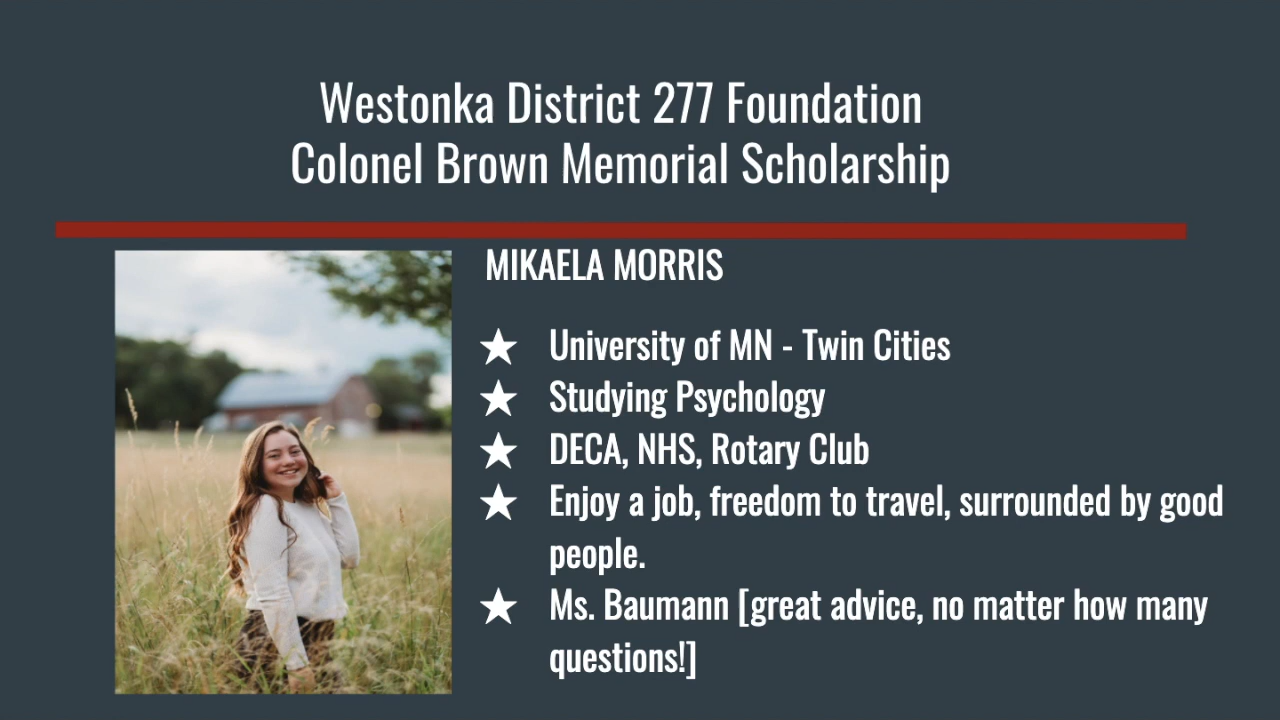 Westonka District 277 Foundation
Colonel Brown Memorial Scholarship
MIKAELA MORRIS
★ University of MN - Twin Cities
★ Studying Psychology
★ DECA, NHS, Rotary Club
★ Enjoy a job, freedom to travel, surrounded by good
people.
★ Ms. Baumann [great advice, no matter how many
questions!]